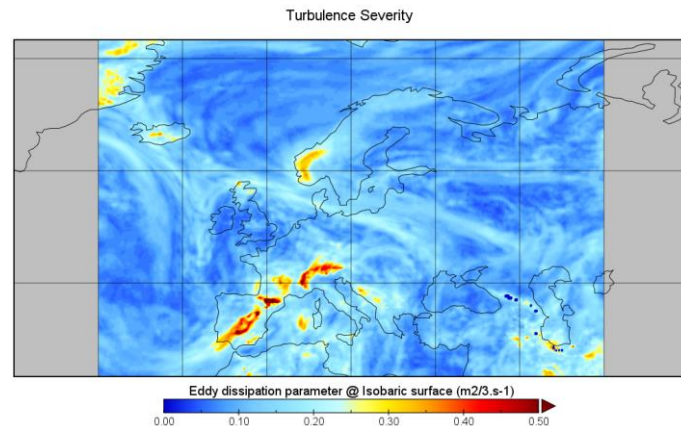 Turbulence Severity
Eddy dissipation parameter @ Isobaric surface (m2/3.s-1)
0.00 0.10 0.20 0.30 0.40 0.50